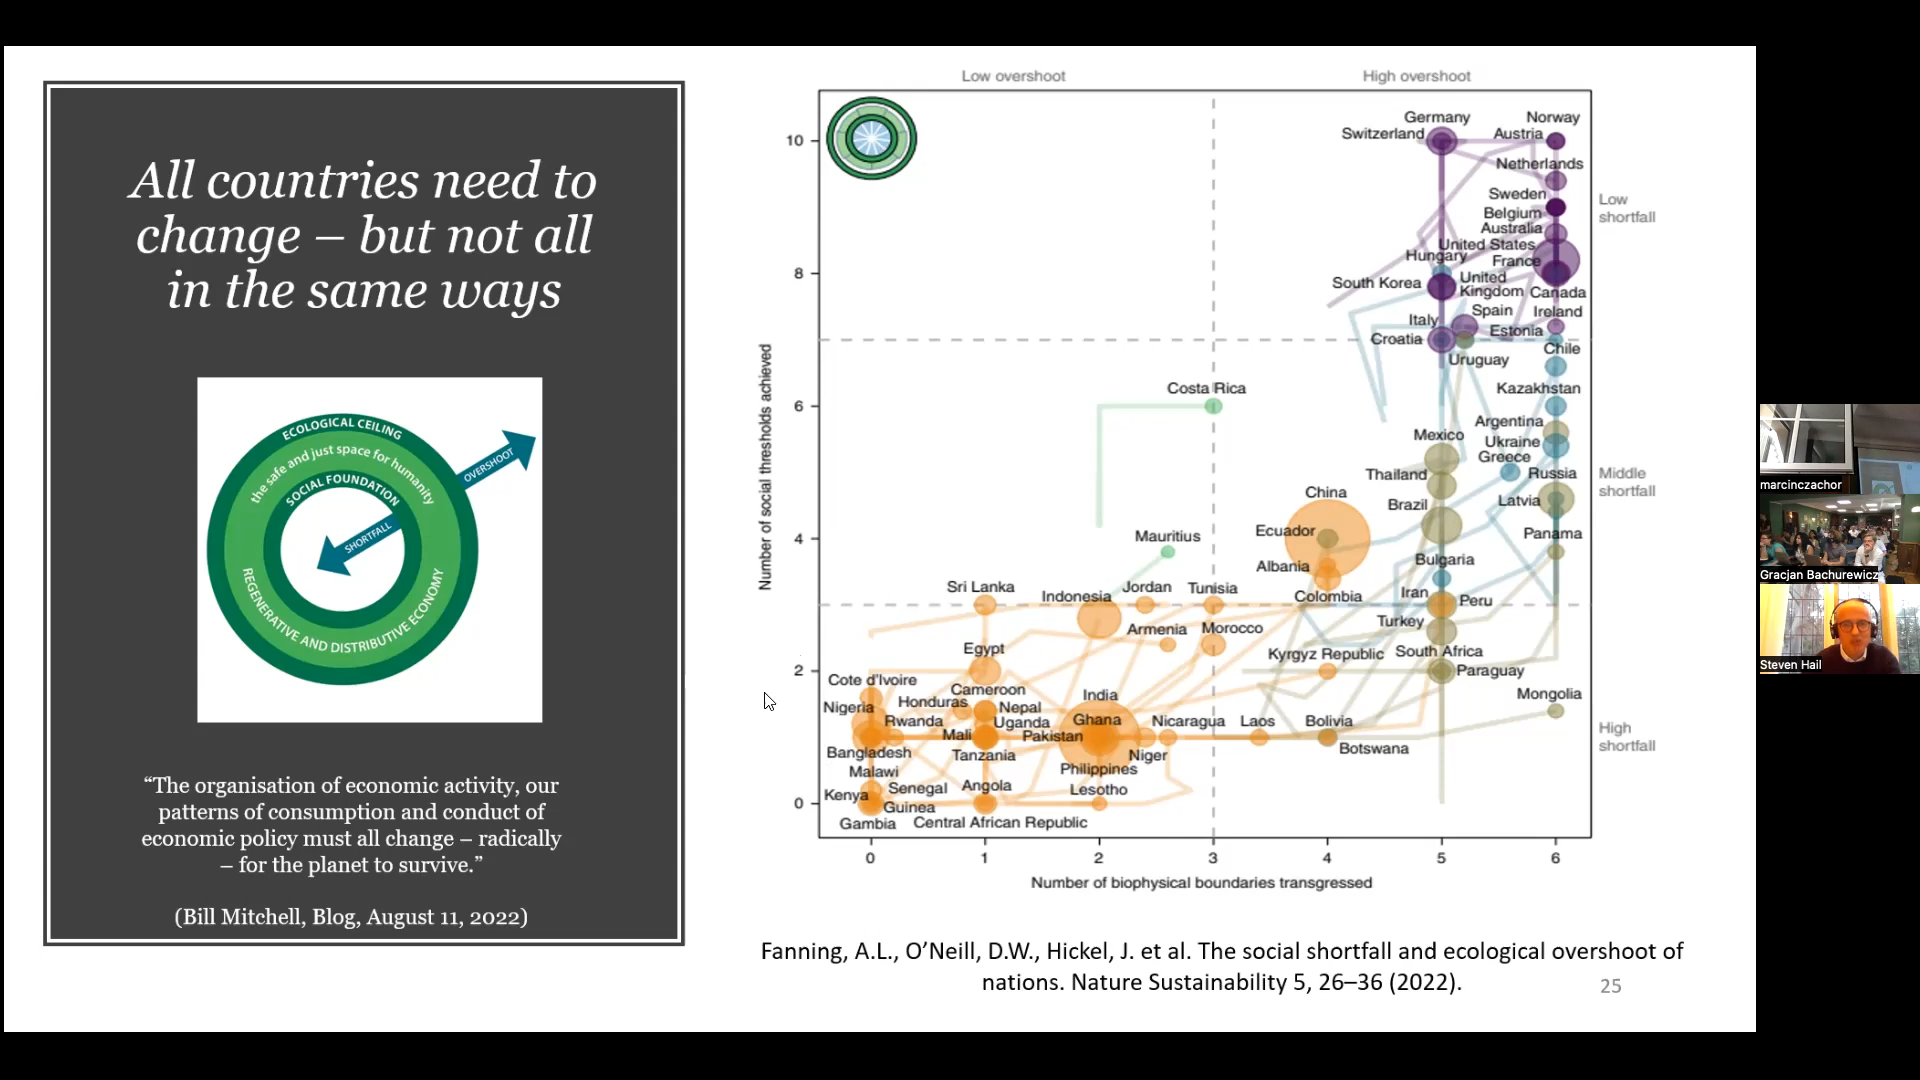 All countries need to
change – but not all
in the same ways
ECOLOGICAL CEILING
the safe and just space for humanity
SOCIAL FOUNDATION
OVERSHOOT
SHORTFALL
REGENERATIVE AND DISTRIBUTIVE ECONOMY
“The organisation of economic activity, our
patterns of consumption and conduct of
economic policy must all change – radically
– for the planet to survive.”
(Bill Mitchell, Blog, August 11, 2022)
Low overshoot
High overshoot
Number of social thresholds achieved
10
8
6
4
2
0
Germany
Norway
Switzerland
Austria
Netherlands
Sweden
Belgium
Australia
United States
Hungary
France
South Korea
United
Kingdom
Canada
Spain
Ireland
Italy
Estonia
Croatia
Chile
Uruguay
Costa Rica
Kazakhstan
Argentina
Mexico
Ukraine
Greece
Thailand
Russia
China
Brazil
Latvia
Ecuador
Mauritius
Panama
Albania
Bulgaria
Sri Lanka
Jordan
Tunisia
Indonesia
Colombia
Iran
Peru
Armenia
Morocco
Turkey
Egypt
Kyrgyz Republic
South Africa
Paraguay
Cote d'Ivoire
Cameroon
India
Mongolia
Honduras
Nigeria
Nepal
Rwanda
Uganda
Ghana
Nicaragua
Laos
Bolivia
Mali
Pakistan
Bangladesh
Tanzania
Niger
Botswana
Malawi
Philippines
Kenya
Senegal
Angola
Lesotho
Guinea
Gambia
Central African Republic
Low
shortfall
Middle
shortfall
High
shortfall
0
1
2
3
4
5
6
Number of biophysical boundaries transgressed
Fanning, A.L., O’Neill, D.W., Hickel, J. et al. The social shortfall and ecological overshoot of
nations. Nature Sustainability 5, 26–36 (2022).
25
marcinczachor
Gracjan Bachurewicz
Steven Hail